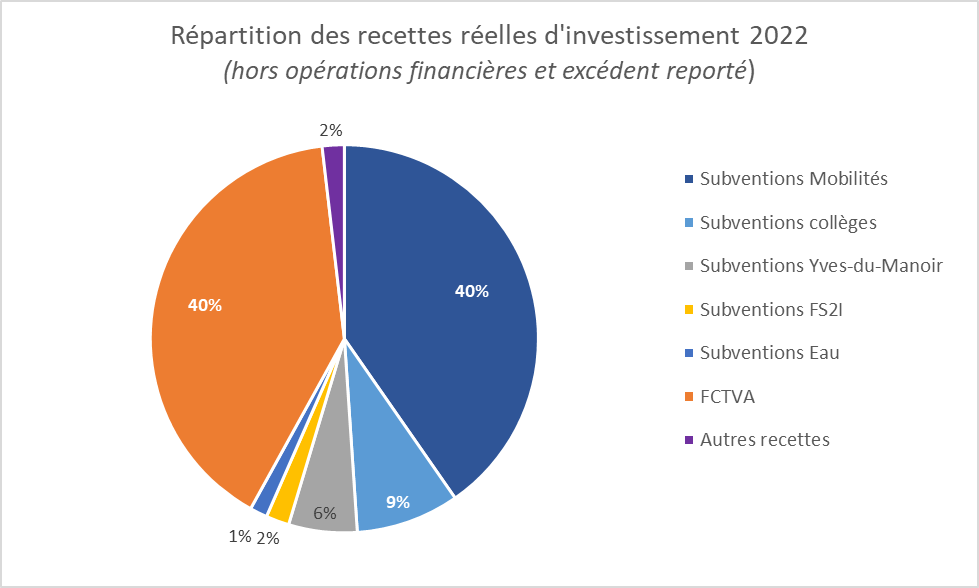 Répartition des recettes réelles d'investissement 2022
(hors opérations financières et excédent reporté)
2%
40%
40%
9%
6%
1%
2%
Subventions Mobilités
Subventions collèges
Subventions Yves-du-Manoir
Subventions FS2I
Subventions Eau
FCTVA
Autres recettes